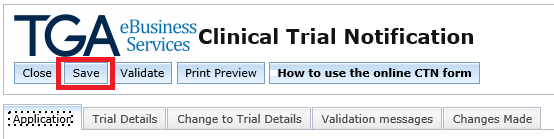 TGA eBusiness Services Clinical Trial Notification
Close Save Validate Print Preview How to use the online CTN form
Application Trial Details Change to Trial Details Validation messages Changes Made